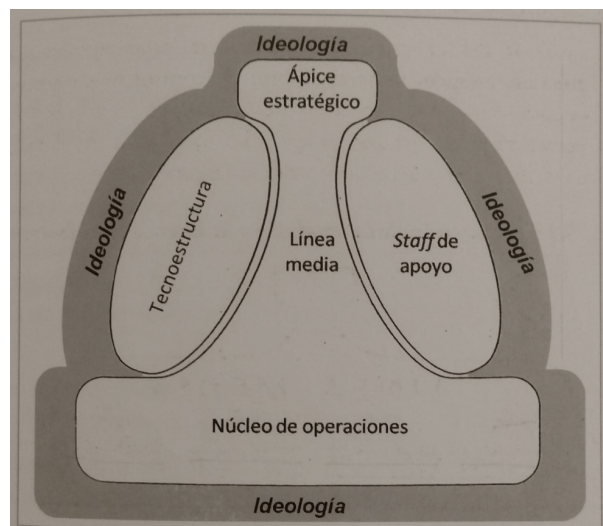 Ideología
Ápice
estratégico
Ideología
Tecnoestructura
Línea
media
Staff de
apoyo
Ideología
Núcleo de operaciones
Ideología